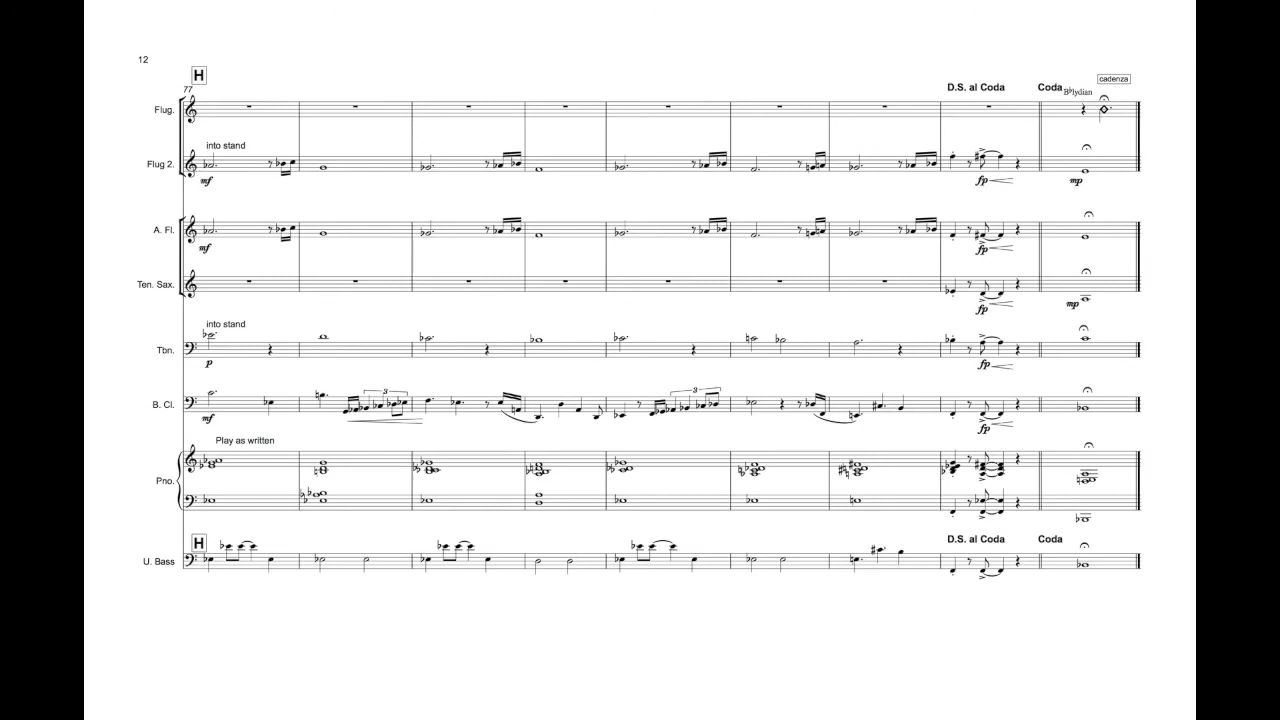 12
H
77
D.S. al Coda
Coda
B♭lydian
cadenza
Flug.
into stand
Flug 2.
mf
fp
mp
A. Fl.
mf
fp
Ten. Sax.
fp
mp
into stand
Tbn.
p
fp
B. Cl.
3
3
mf
fp
Play as written
Pno.
H
D.S. al Coda
Coda
U. Bass